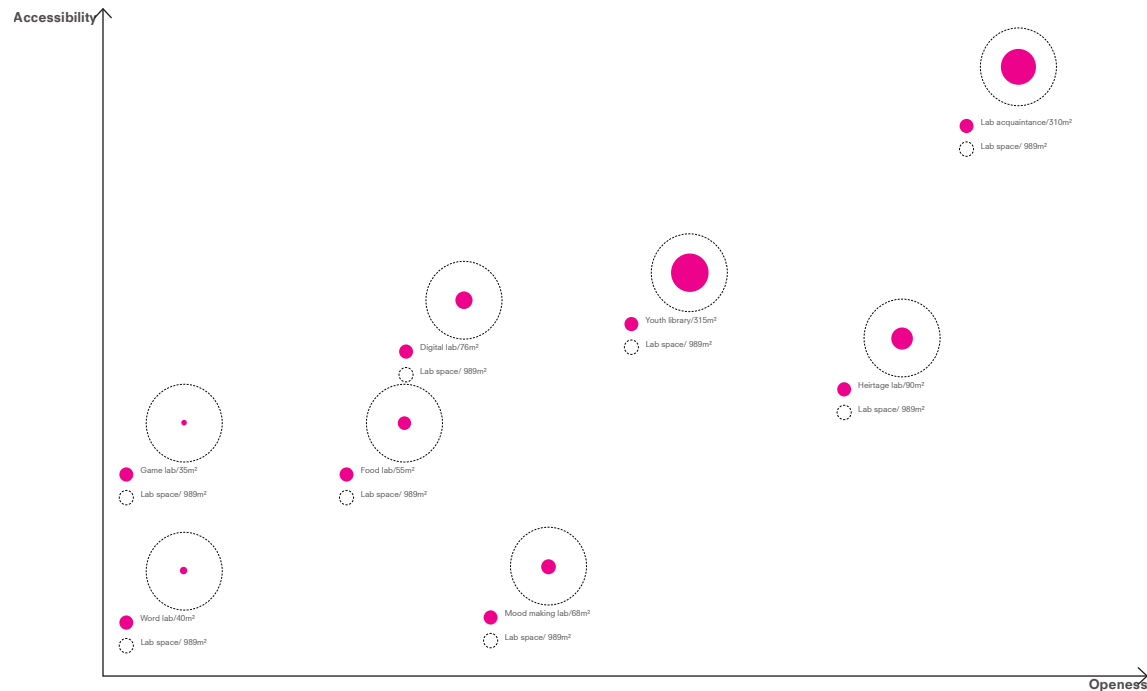 Accessibility
Lab acquaintance/310m²
Lab space/ 989m²
Youth library/315m²
Lab space/ 989m²
Digital lab/76m²
Lab space/ 989m²
Heirtage lab/90m²
Lab space/ 989m²
Game lab/35m²
Lab space/ 989m²
Food lab/55m²
Lab space/ 989m²
Word lab/40m²
Lab space/ 989m²
Mood making lab/68m²
Lab space/ 989m²
Openess